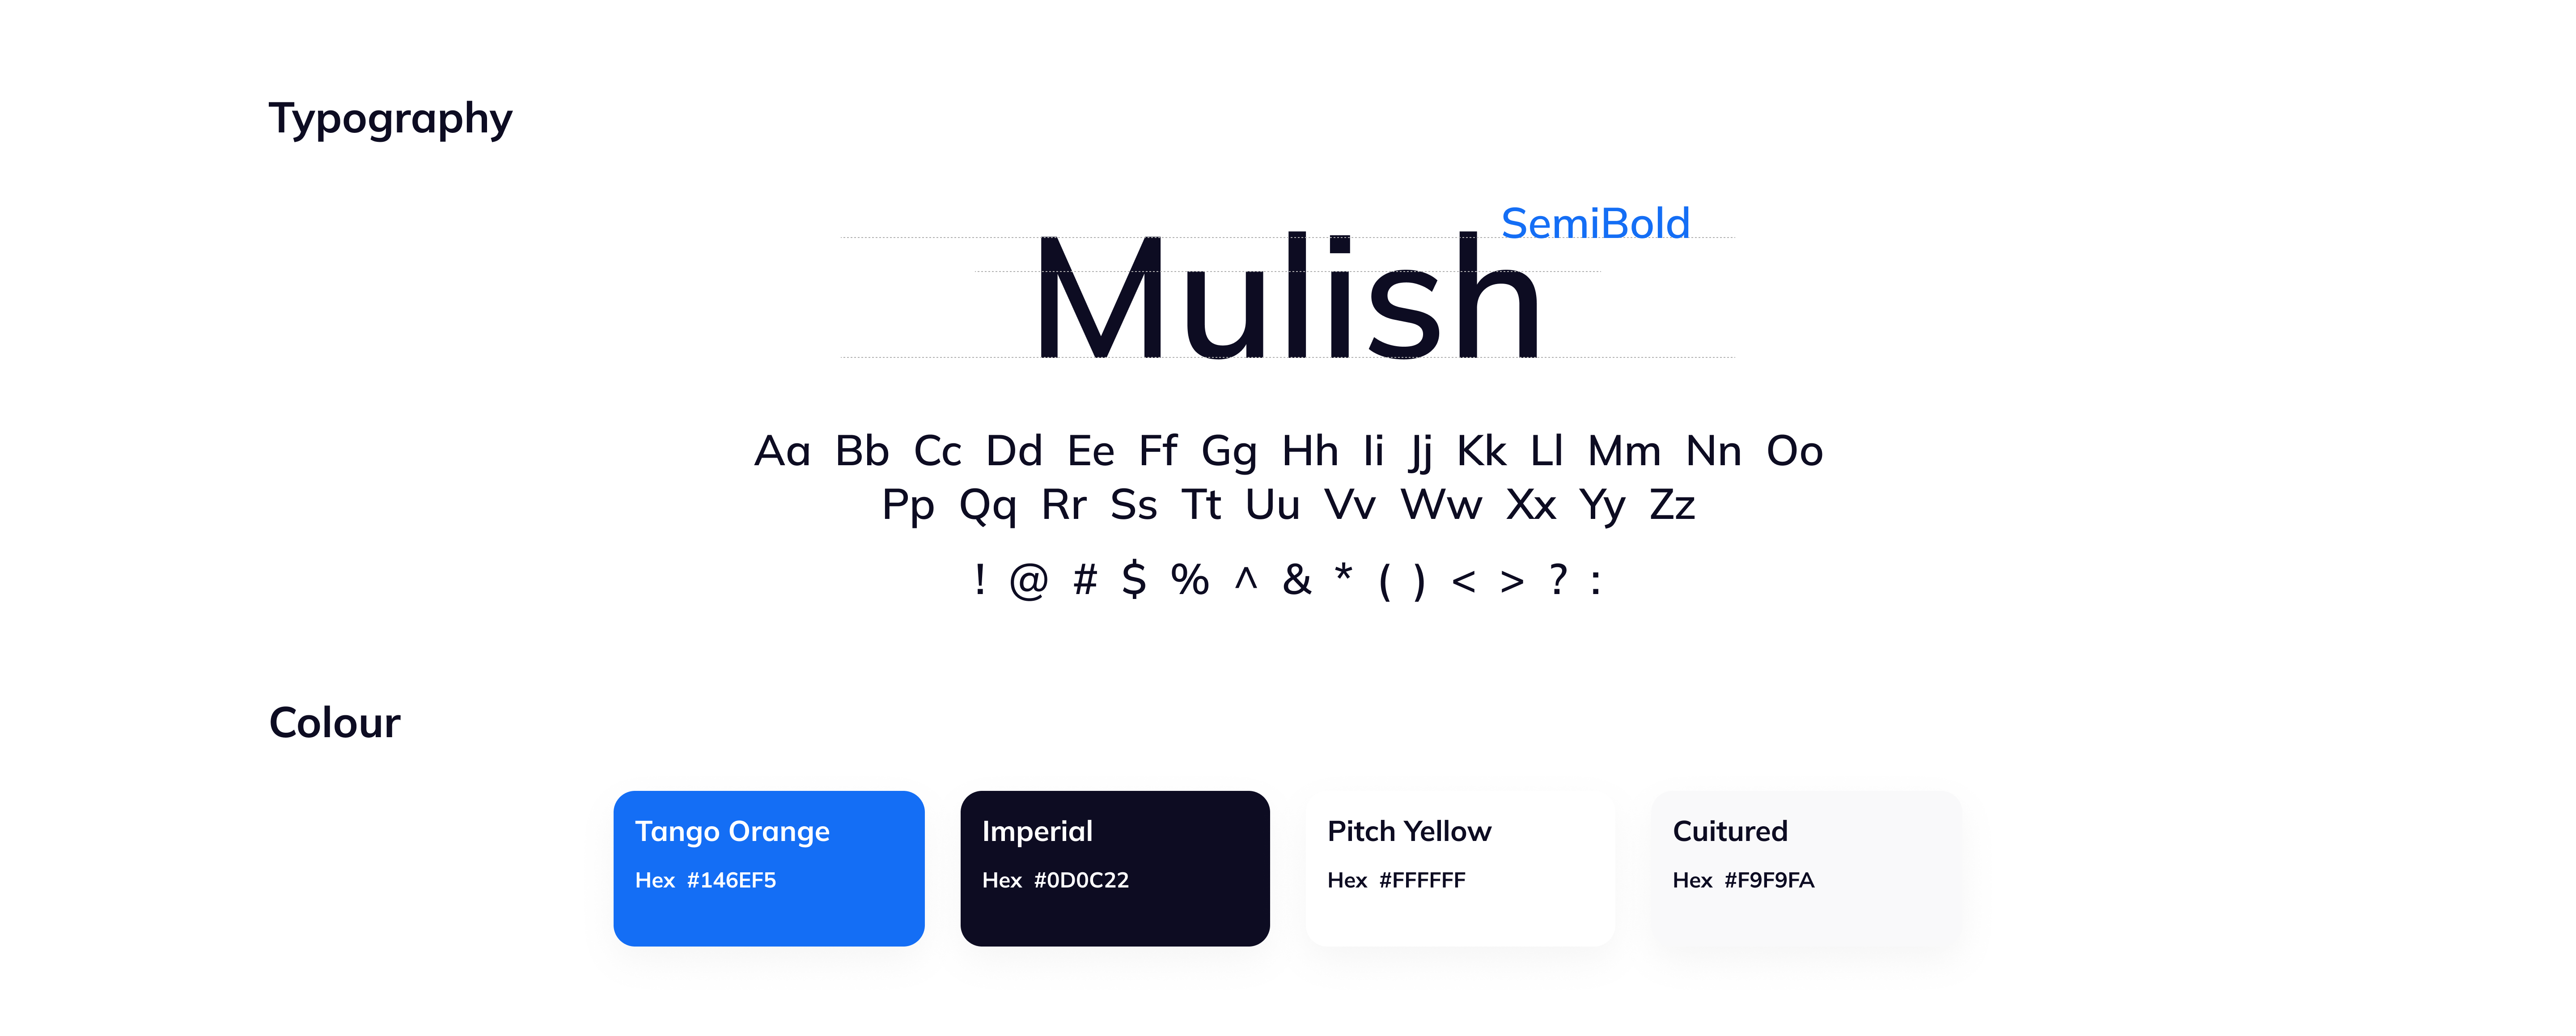 Typography
SemiBold
Mulish
Aa Bb Cc Dd Ee Ff Gg Hh Ii Jj Kk Ll Mm Nn Oo
Pp Qq Rr Ss Tt Uu Vv Ww Xx Yy Zz
! @ # $ % ^ & * ( ) < > ? :
Colour
Tango Orange
Hex #146EF5
Imperial
Hex #0D0C22
Pitch Yellow
Hex #FFFFFF
Cuitured
Hex #F9F9FA